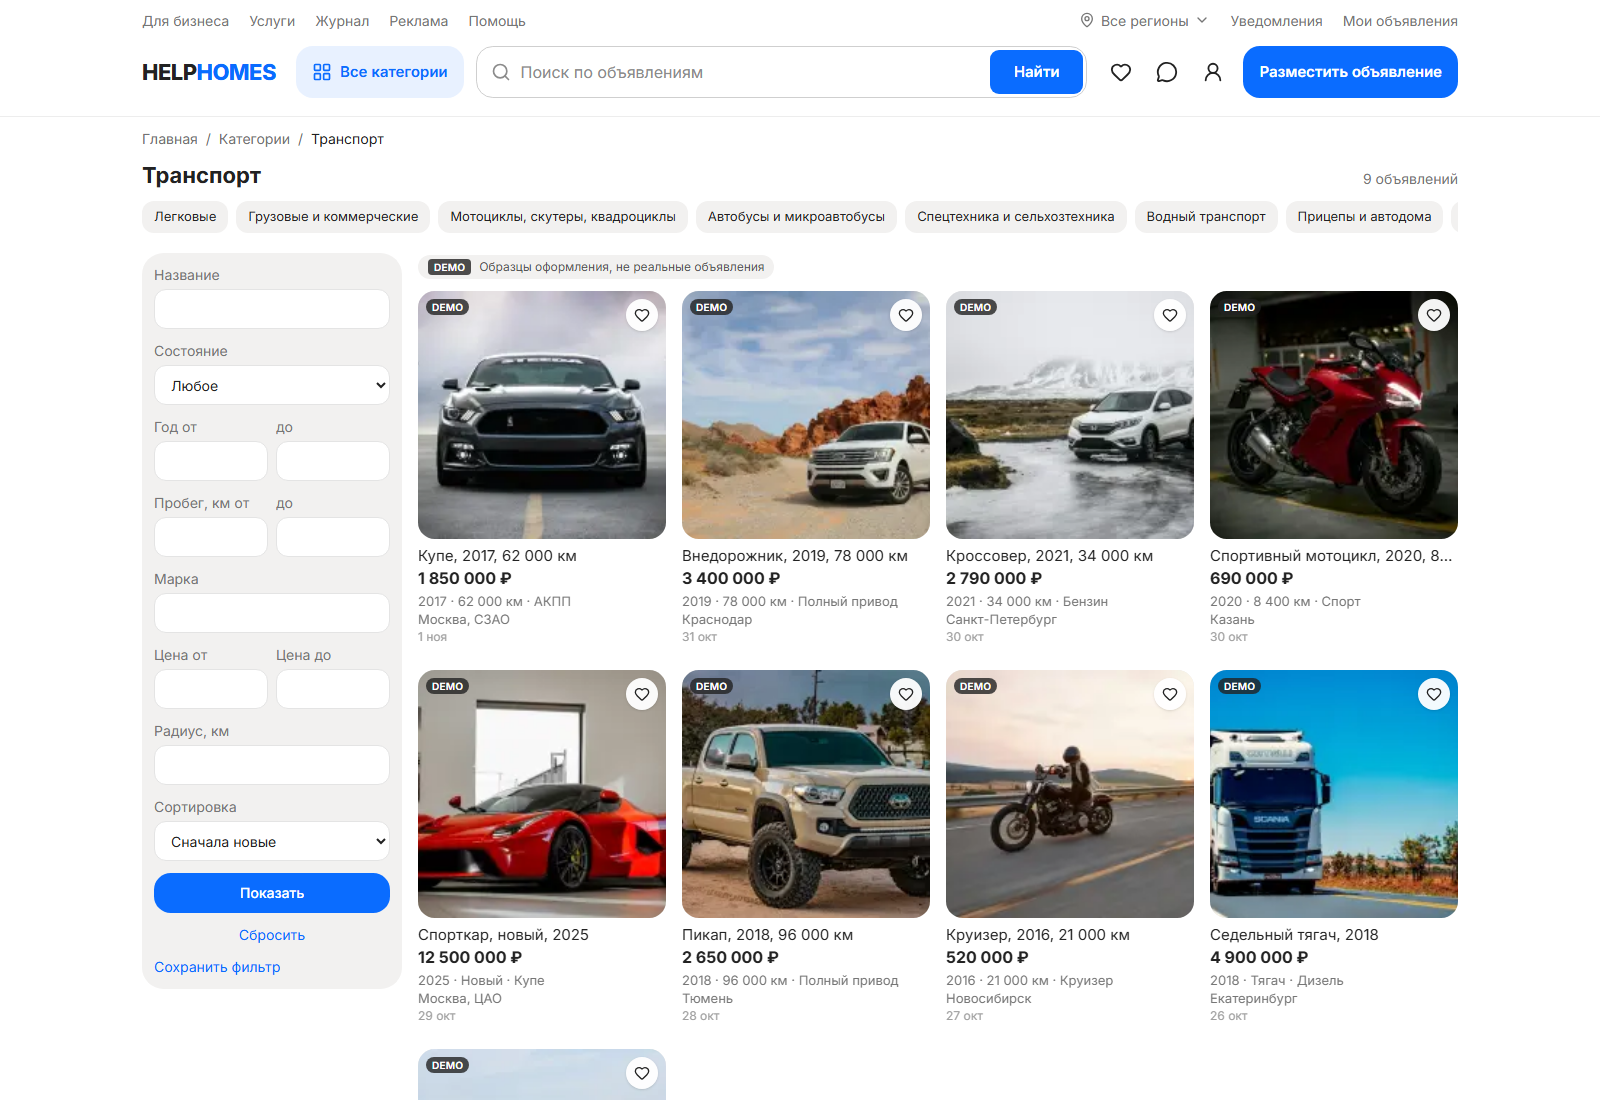 Для бизнеса Услуги Журнал Реклама Помощь Все регионы Уведомления Мои объявления
HELPHOMES Все категории Поиск по объявлениям Найти Разместить объявление
Главная / Категории / Транспорт
Транспорт
9 объявлений
Легковые Грузовые и коммерческие Мотоциклы, скутеры, квадроциклы Автобусы и микроавтобусы Спецтехника и сельхозтехника Водный транспорт Прицепы и автодома
Название
Состояние
Любое
Год от до
Пробег, км от до
Марка
Цена от Цена до
Радиус, км
Сортировка
Сначала новые
Показать
Сбросить
Сохранить фильтр
DEMO Образцы оформления, не реальные объявления
DEMO DEMO DEMO DEMO
STEEDA
Купе, 2017, 62 000 км
1 850 000 ₽
2017 · 62 000 км · АКПП
Москва, СЗАО
1 ноя
Внедорожник, 2019, 78 000 км
3 400 000 ₽
2019 · 78 000 км · Полный привод
Краснодар
31 окт
Кроссовер, 2021, 34 000 км
2 790 000 ₽
2021 · 34 000 км · Бензин
Санкт-Петербург
30 окт
Спортивный мотоцикл, 2020, 8...
690 000 ₽
2020 · 8 400 км · Спорт
Казань
30 окт
DEMO DEMO DEMO DEMO
SCANIA
Спорткар, новый, 2025
12 500 000 ₽
2025 · Новый · Купе
Москва, ЦАО
29 окт
Пикап, 2018, 96 000 км
2 650 000 ₽
2018 · 96 000 км · Полный привод
Тюмень
28 окт
Круизер, 2016, 21 000 км
520 000 ₽
2016 · 21 000 км · Круизер
Новосибирск
27 окт
Седельный тягач, 2018
4 900 000 ₽
2018 · Тягач · Дизель
Екатеринбург
26 окт
DEMO